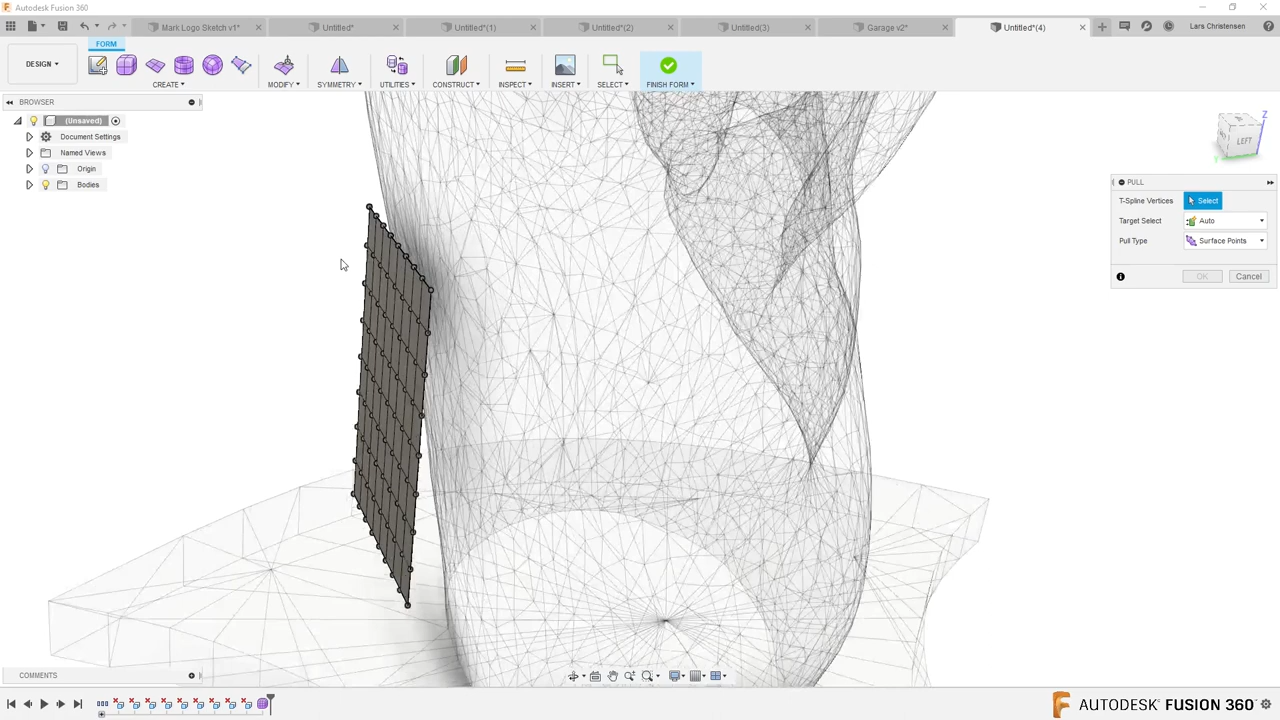 Autodesk Fusion 360
Mark Logo Sketch v1*
Untitled*
Untitled*(1)
Untitled*(2)
Untitled(3)
Garage v2*
Untitled*(4)
Lars Christensen
FORM
DESIGN
CREATE
MODIFY
SYMMETRY
UTILITIES
CONSTRUCT
INSPECT
INSERT
SELECT
FINISH FORM
BROWSER
(Unsaved)
Document Settings
Named Views
Origin
Bodies
Z
LEFT
PULL
T-Spline Vertices Select
Target Select Auto
Pull Type Surface Points
OK Cancel
COMMENTS
AUTODESK FUSION 360°